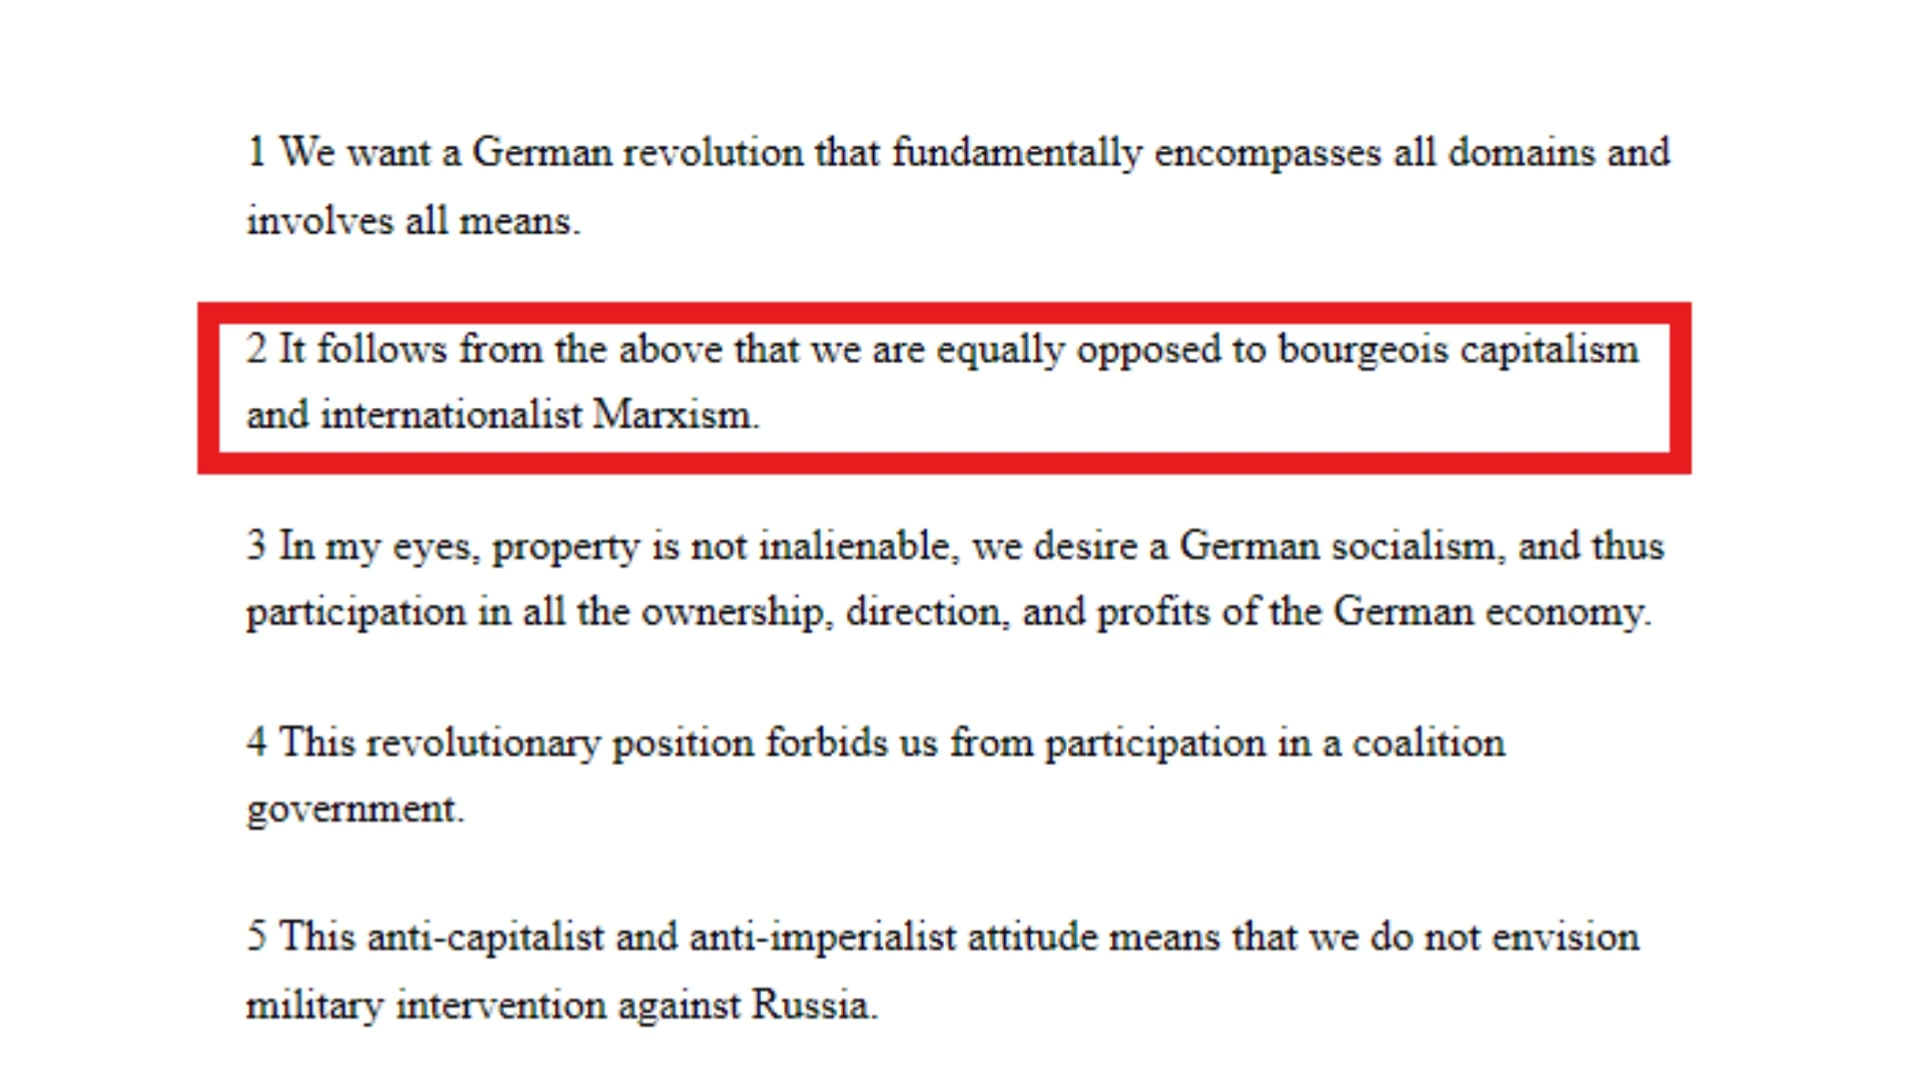 1 We want a German revolution that fundamentally encompasses all domains and
involves all means.
2 It follows from the above that we are equally opposed to bourgeois capitalism
and internationalist Marxism.
3 In my eyes, property is not inalienable, we desire a German socialism, and thus
participation in all the ownership, direction, and profits of the German economy.
4 This revolutionary position forbids us from participation in a coalition
government.
5 This anti-capitalist and anti-imperialist attitude means that we do not envision
military intervention against Russia.